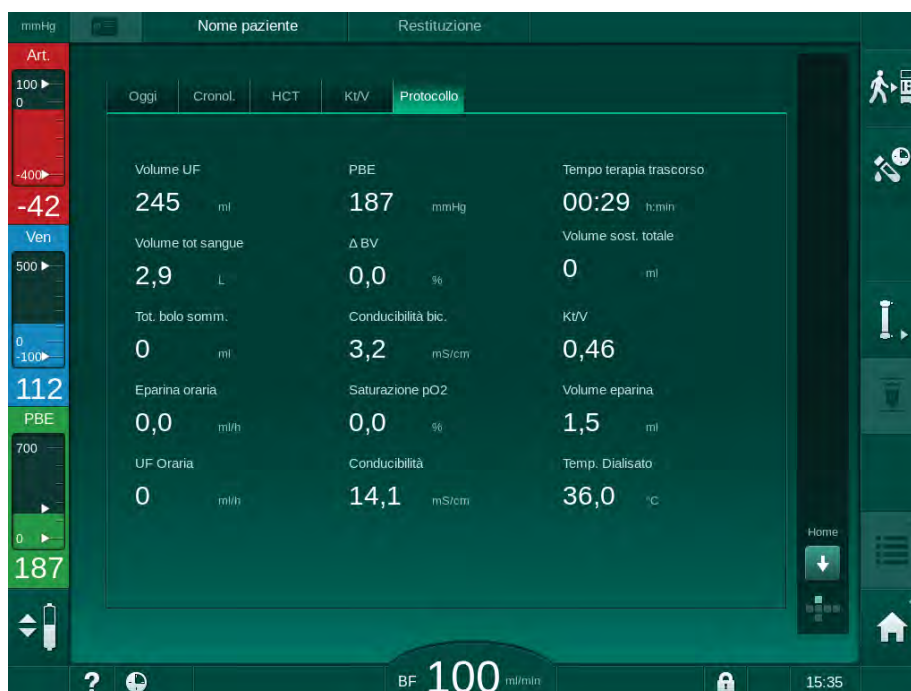 mmHg Nome paziente Restituzione
Art.
100
0
-400
-42
Ven
500
0
-100
112
PBE
700
0
187
Oggi Cronol. HCT Kt/V Protocollo
Volume UF PBE Tempo terapia trascorso
245 ml 187 mmHg 00:29 h:min
Volume tot sangue Δ BV Volume sost. totale
2,9 L 0,0 % 0 ml
Tot. bolo somm. Conducibilità bic. Kt/V
0 ml 3,2 mS/cm 0,46
Eparina oraria Saturazione pO2 Volume eparina
0,0 ml/h 0,0 % 1,5 ml
UF Oraria Conducibilità Temp. Dialisato
0 ml/h 14,1 mS/cm 36,0 °C
Home
? BF 100 ml/min 15:35